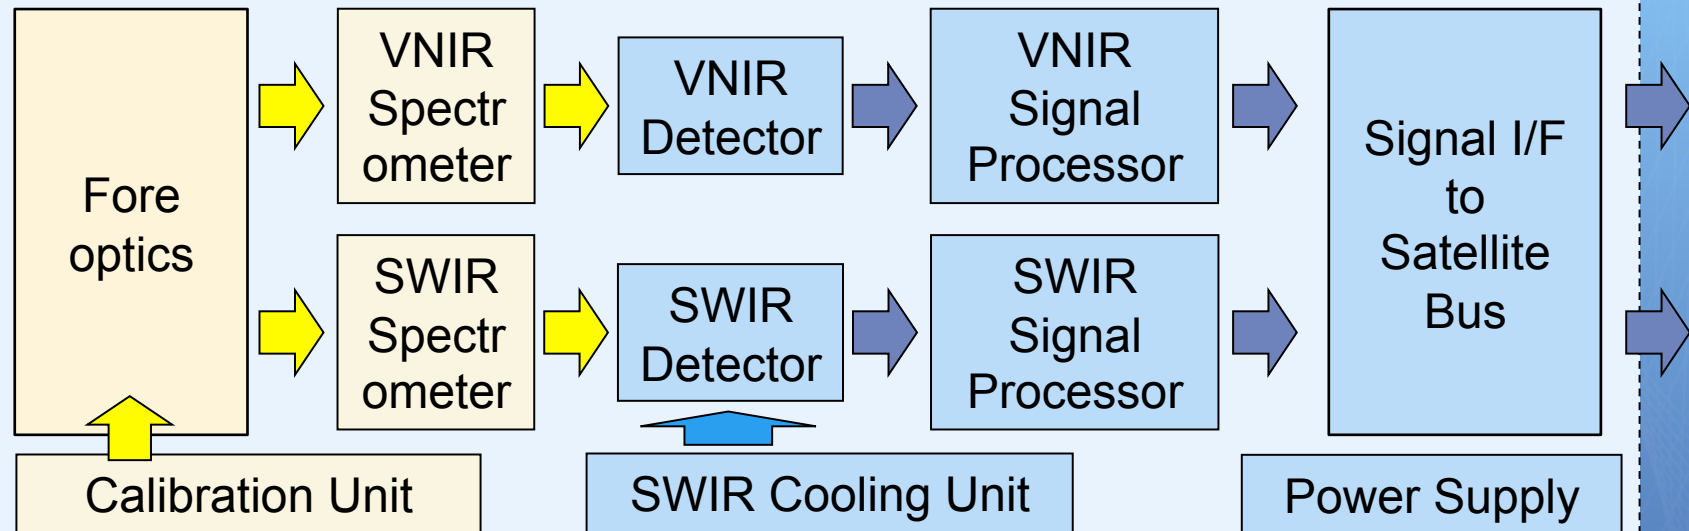 Fore
optics
VNIR
Spectr
ometer
VNIR
Detector
VNIR
Signal
Processor
Signal I/F
to
Satellite
Bus
SWIR
Spectr
ometer
SWIR
Detector
SWIR
Signal
Processor
Calibration Unit
SWIR Cooling Unit
Power Supply